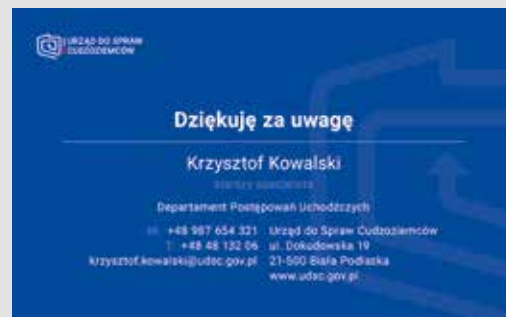 URZĄD DO SPRAW
CUDZOZIEMCÓW
Dziękuję za uwagę
Krzysztof Kowalski
starszy specjalista
Departament Postępowań Uchodźczych
M: +48 987 654 321 Urząd do Spraw Cudzoziemców
T: +48 48 132 06 ul. Dokudowska 19
krzysztof.kowalski@udsc.gov.pl 21-500 Biała Podlaska
www.udsc.gov.pl